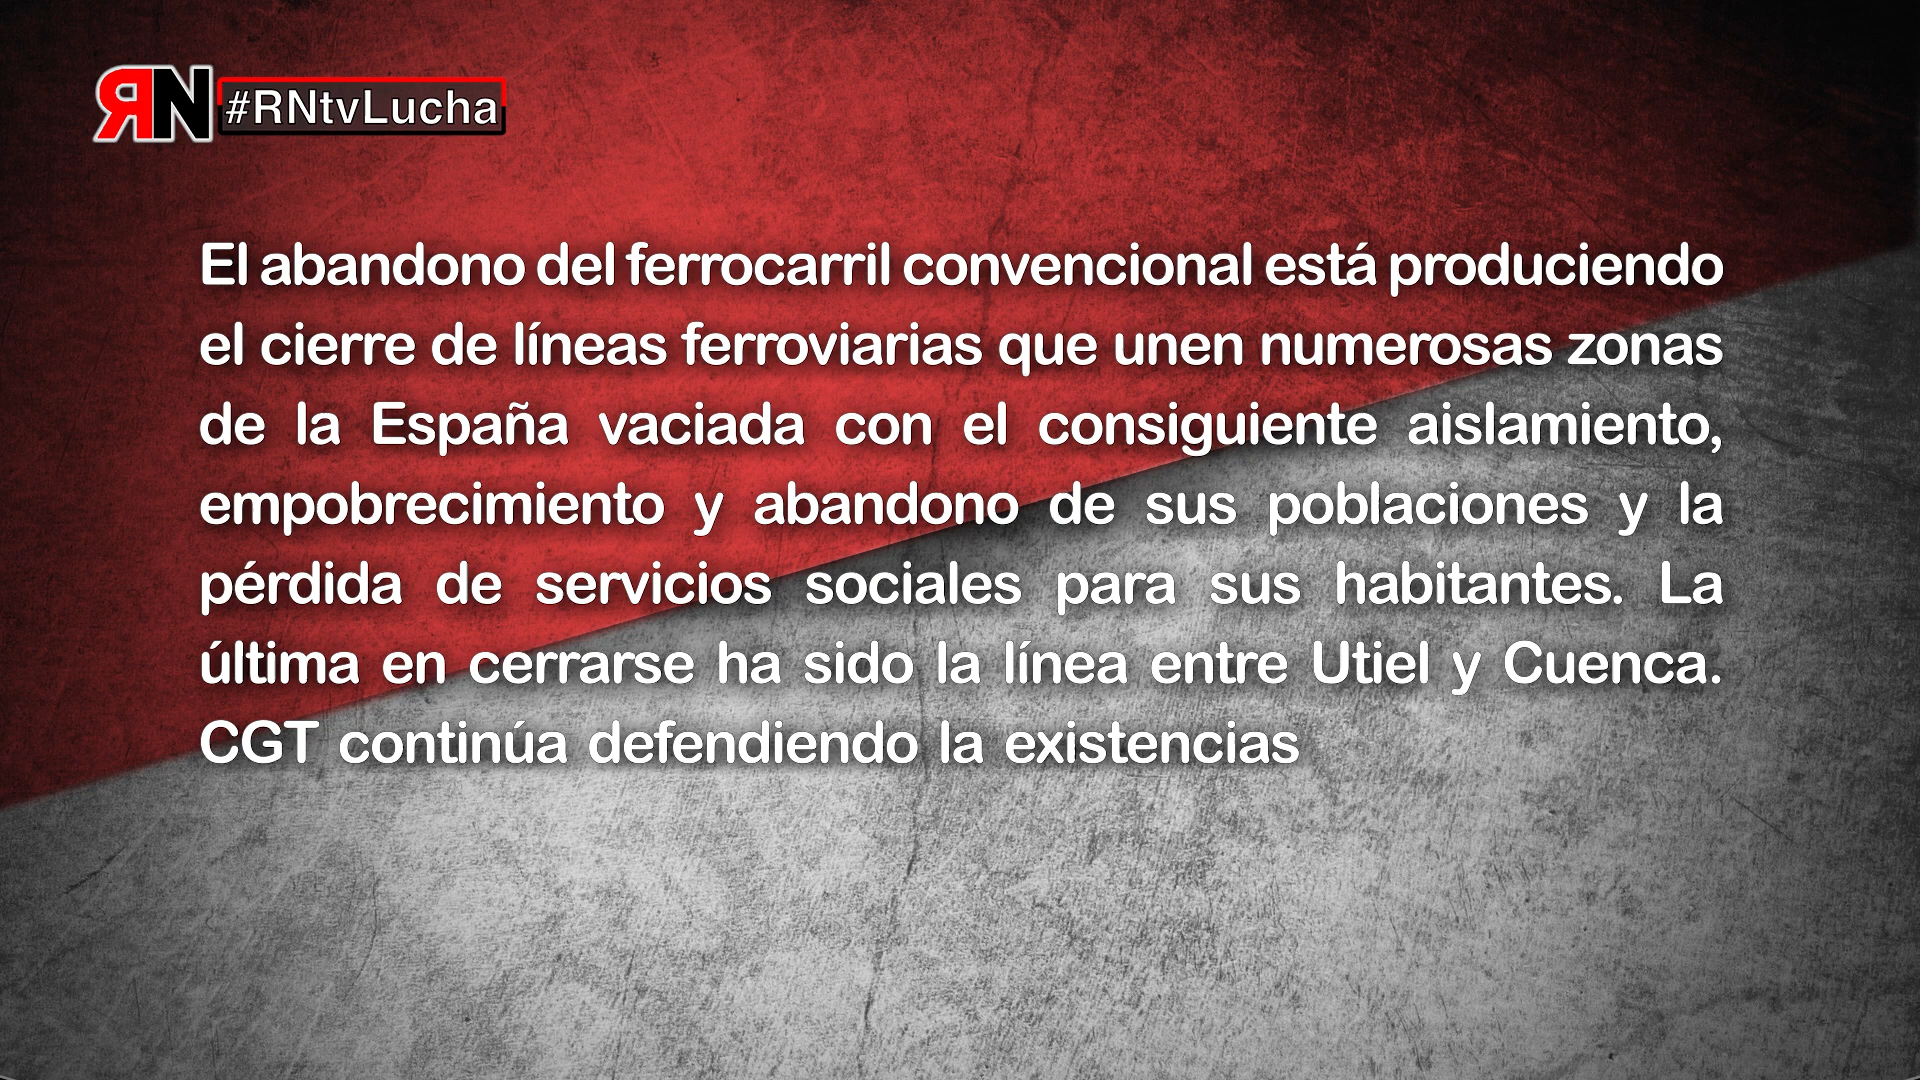 RN #RNtvLucha
El abandono del ferrocarril convencional está produciendo
el cierre de líneas ferroviarias que unen numerosas zonas
de la España vaciada con el consiguiente aislamiento,
empobrecimiento y abandono de sus poblaciones y la
pérdida de servicios sociales para sus habitantes. La
última en cerrarse ha sido la línea entre Utiel y Cuenca.
CGT continúa defendiendo la existencias